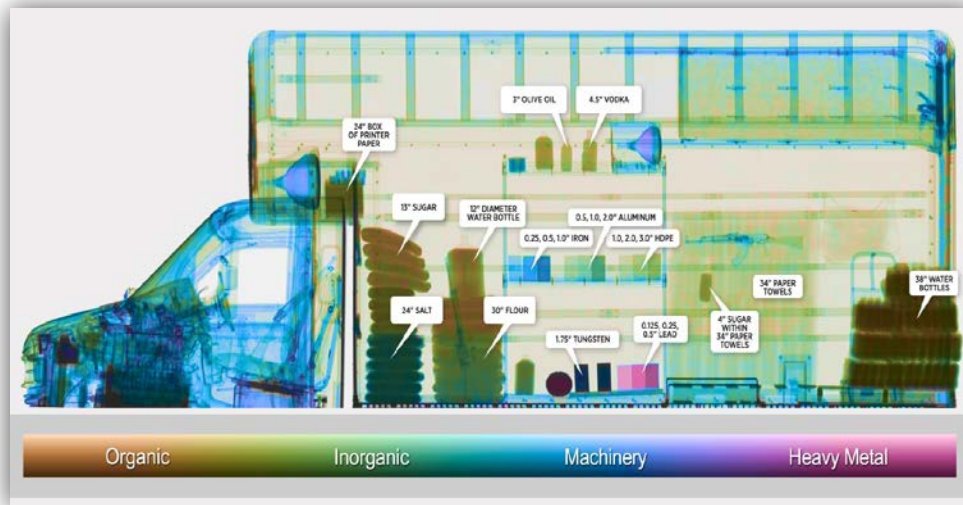 3" OLIVE OIL
4.5" VODKA
24" BOX
OF PRINTER
PAPER
13" SUGAR
12" DIAMETER
WATER BOTTLE
0.5, 1.0, 2.0" ALUMINUM
0.25, 0.5, 1.0" IRON
1.0, 2.0, 3.0" HDPE
38" WATER
BOTTLES
34" PAPER
TOWELS
24" SALT
30" FLOUR
4" SUGAR
WITHIN
34" PAPER
TOWELS
1.75" TUNGSTEN
0.125, 0.25,
0.5" LEAD
Organic
Inorganic
Machinery
Heavy Metal